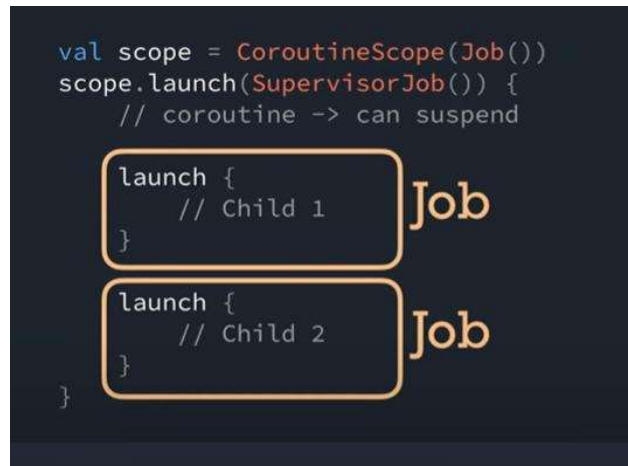 val scope = CoroutineScope(Job())
scope.launch(SupervisorJob()) {
// coroutine -> can suspend
launch {
// Child 1
}
Job
launch {
// Child 2
}
Job
}